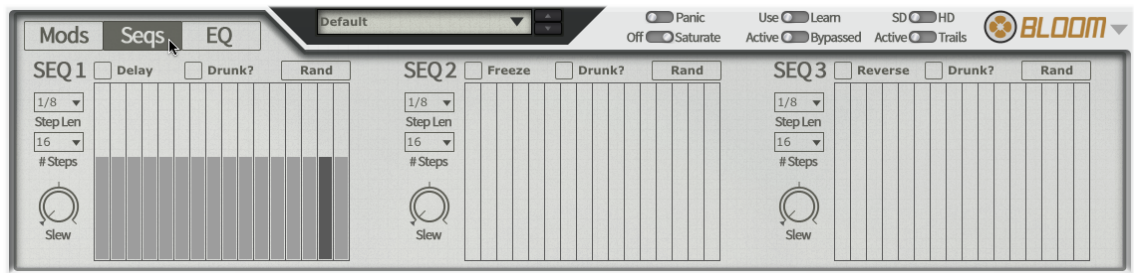 Default
Panic
Use Learn
SD HD
Off Saturate
Active Bypassed
Active Trails
BLOOM
Mods Seqs EQ
SEQ 1 Delay Drunk? Rand
1/8
Step Len
16
# Steps
Slew
SEQ 2 Freeze Drunk? Rand
1/8
Step Len
16
# Steps
Slew
SEQ 3 Reverse Drunk? Rand
1/8
Step Len
16
# Steps
Slew